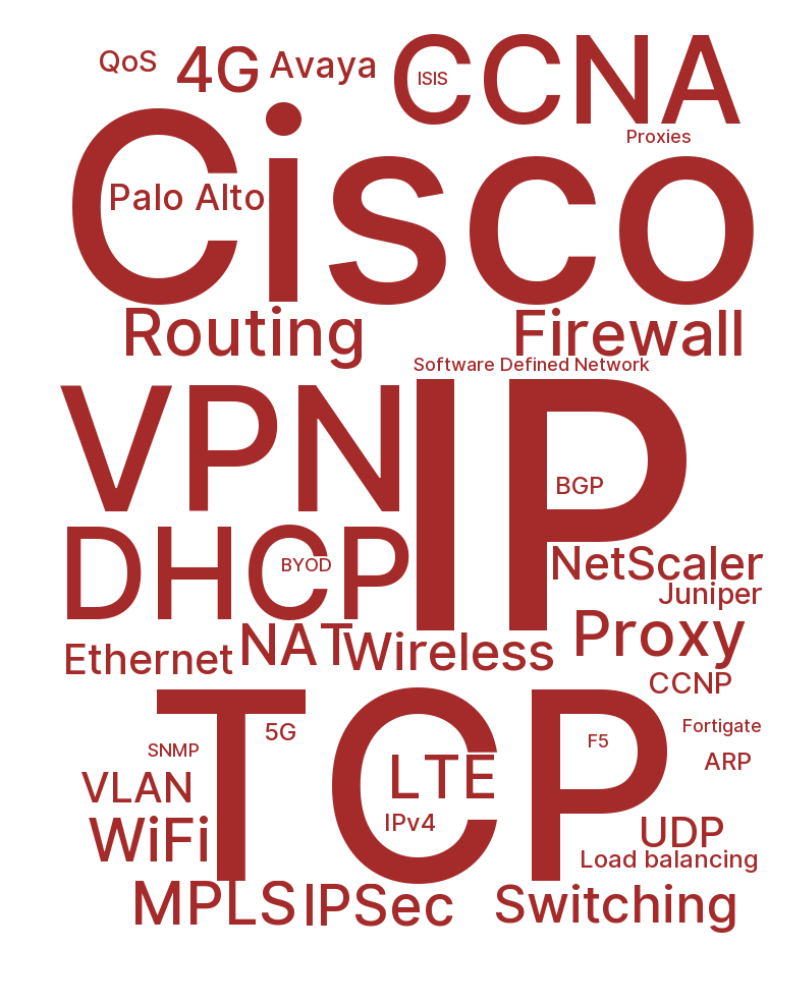 QoS 4G Avaya CCNA
ISIS
Proxies
Cisco
Palo Alto
Routing Firewall
Software Defined Network
VPN IP
BGP
DHCP
BYOD
NetScaler
Juniper
Ethernet NAT Wireless Proxy
CCNP
TCP
5G
Fortigate
SNMP
F5
ARP
VLAN LTE
IPv4
WiFi UDP
Load balancing
MPLS IPSec Switching